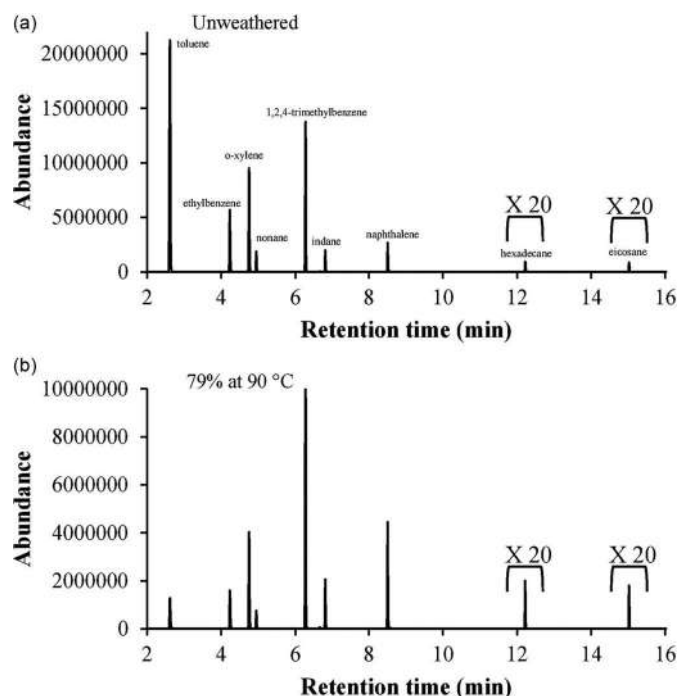 (a)
Unweathered
20000000
toluene
15000000
1,2,4-trimethylbenzene
Abundance
10000000
o-xylene
X 20
X 20
5000000
ethylbenzene
nonane
indane
naphthalene
hexadecane
eicosane
0
2 4 6 8 10 12 14 16
Retention time (min)
(b)
79% at 90 °C
10000000
8000000
Abundance
6000000
4000000
X 20
X 20
2000000
0
2 4 6 8 10 12 14 16
Retention time (min)